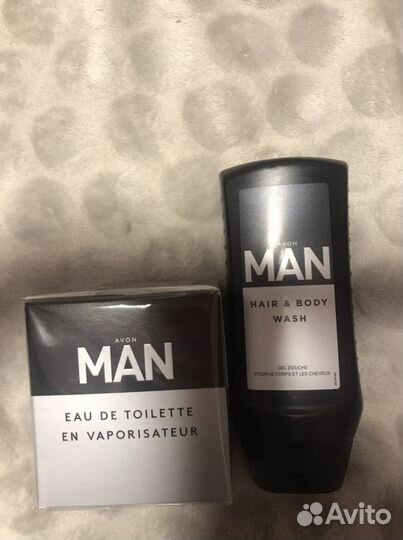 AVON
MAN
EAU DE TOILETTE
EN VAPORISATEUR
AVON
MAN
HAIR & BODY
WASH
GEL DOUCHE
POUR LE CORPS ET LES CHEVEUX
Avito